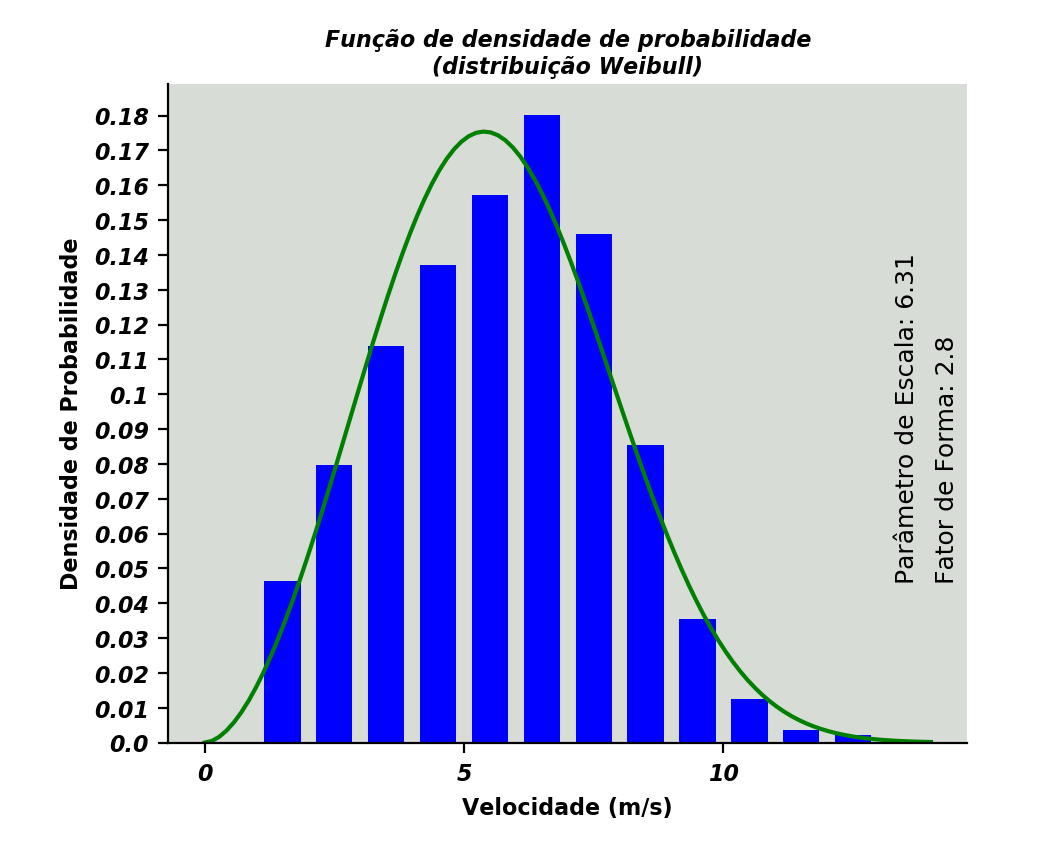 Função de densidade de probabilidade
(distribuição Weibull)
Densidade de Probabilidade
0.18
0.17
0.16
0.15
0.14
0.13
0.12
0.11
0.1
0.09
0.08
0.07
0.06
0.05
0.04
0.03
0.02
0.01
0.0
0 5 10
Velocidade (m/s)
Parâmetro de Escala: 6.31
Fator de Forma: 2.8